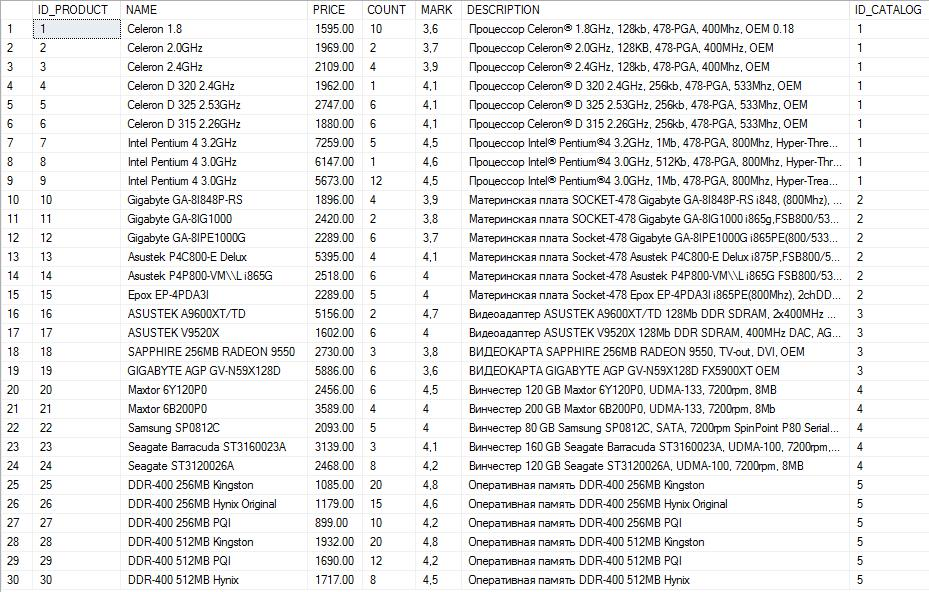 ID_PRODUCT NAME PRICE COUNT MARK DESCRIPTION ID_CATALOG
1 1 Celeron 1.8 1595.00 10 3,6 Процессор Celeron® 1.8GHz, 128kb, 478-PGA, 400Mhz, OEM 0.18 1
2 2 Celeron 2.0GHz 1969.00 2 3,7 Процессор Celeron® 2.0GHz, 128KB, 478-PGA, 400MHz, OEM 1
3 3 Celeron 2.4GHz 2109.00 4 3,9 Процессор Celeron® 2.4GHz, 128kb, 478-PGA, 400Mhz, OEM 1
4 4 Celeron D 320 2.4GHz 1962.00 1 4,1 Процессор Celeron® D 320 2.4GHz, 256kb, 478-PGA, 533Mhz, OEM 1
5 5 Celeron D 325 2.53GHz 2747.00 6 4,1 Процессор Celeron® D 325 2.53GHz, 256kb, 478-PGA, 533Mhz, OEM 1
6 6 Celeron D 315 2.26GHz 1880.00 6 4,1 Процессор Celeron® D 315 2.26GHz, 256kb, 478-PGA, 533Mhz, OEM 1
7 7 Intel Pentium 4 3.2GHz 7259.00 5 4,5 Процессор Intel® Pentium®4 3.2GHz, 1Mb, 478-PGA, 800Mhz, Hyper-Thre... 1
8 8 Intel Pentium 4 3.0GHz 6147.00 1 4,6 Процессор Intel® Pentium®4 3.0GHz, 512Kb, 478-PGA, 800Mhz, Hyper-Thr... 1
9 9 Intel Pentium 4 3.0GHz 5673.00 12 4,5 Процессор Intel® Pentium®4 3.0GHz, 1Mb, 478-PGA, 800Mhz, Hyper-Trea... 1
10 10 Gigabyte GA-8I848P-RS 1896.00 4 3,9 Материнская плата SOCKET-478 Gigabyte GA-8I848P-RS i848, (800Mhz), ... 2
11 11 Gigabyte GA-8IG1000 2420.00 2 3,8 Материнская плата SOCKET-478 Gigabyte GA-8IG1000 i865g,FSB800/53... 2
12 12 Gigabyte GA-8IPE1000G 2289.00 6 3,7 Материнская плата Socket-478 Gigabyte GA-8IPE1000G i865PE(800/533... 2
13 13 Asustek P4C800-E Delux 5395.00 4 4,1 Материнская плата Socket-478 Asustek P4C800-E Delux i875P,FSB800/5... 2
14 14 Asustek P4P800-VM\\L i865G 2518.00 6 4 Материнская плата Socket-478 Asustek P4P800-VM\\L i865G FSB800/53... 2
15 15 Epox EP-4PDA3I 2289.00 5 4 Материнская плата Socket-478 Epox EP-4PDA3I i865PE(800Mhz), 2chDD... 2
16 16 ASUSTEK A9600XT/TD 5156.00 2 4,7 Видеоадаптер ASUSTEK A9600XT/TD 128Mb DDR SDRAM, 2x400MHz ... 3
17 17 ASUSTEK V9520X 1602.00 6 4 Видеоадаптер ASUSTEK V9520X 128Mb DDR SDRAM, 400MHz DAC, AG... 3
18 18 SAPPHIRE 256MB RADEON 9550 2730.00 3 3,8 ВИДЕОКАРТА SAPPHIRE 256MB RADEON 9550, TV-out, DVI, OEM 3
19 19 GIGABYTE AGP GV-N59X128D 5886.00 6 3,6 ВИДЕОКАРТА GIGABYTE AGP GV-N59X128D FX5900XT OEM 3
20 20 Maxtor 6Y120P0 2456.00 6 4,5 Винчестер 120 GB Maxtor 6Y120P0, UDMA-133, 7200rpm, 8MB 4
21 21 Maxtor 6B200P0 3589.00 4 4 Винчестер 200 GB Maxtor 6B200P0, UDMA-133, 7200rpm, 8Mb 4
22 22 Samsung SP0812C 2093.00 5 4 Винчестер 80 GB Samsung SP0812C, SATA, 7200rpm SpinPoint P80 Serial... 4
23 23 Seagate Barracuda ST3160023A 3139.00 3 4,1 Винчестер 160 GB Seagate Barracuda ST3160023A, UDMA-100, 7200rpm,... 4
24 24 Seagate ST3120026A 2468.00 8 4,2 Винчестер 120 GB Seagate ST3120026A, UDMA-100, 7200rpm, 8MB 4
25 25 DDR-400 256MB Kingston 1085.00 20 4,8 Оперативная память DDR-400 256MB Kingston 5
26 26 DDR-400 256MB Hynix Original 1179.00 15 4,6 Оперативная память DDR-400 256MB Hynix Original 5
27 27 DDR-400 256MB PQI 899.00 10 4,2 Оперативная память DDR-400 256MB PQI 5
28 28 DDR-400 512MB Kingston 1932.00 20 4,8 Оперативная память DDR-400 512MB Kingston 5
29 29 DDR-400 512MB PQI 1690.00 12 4,2 Оперативная память DDR-400 512MB PQI 5
30 30 DDR-400 512MB Hynix 1717.00 8 4,5 Оперативная память DDR-400 512MB Hynix 5